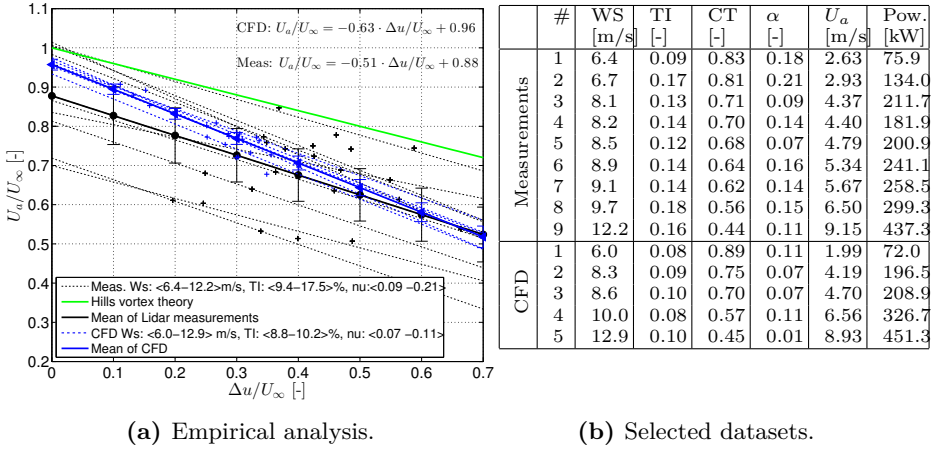 CFD: U_a/U_∞ = −0.63 · Δu/U_∞ + 0.96
Meas: U_a/U_∞ = −0.51 · Δu/U_∞ + 0.88
1.1
1
0.9
0.8
0.7
0.6
0.5
0.4
0.3
0.2
U_a/U_∞ [-]
Meas. Ws: <6.4−12.2>m/s, TI: <9.4−17.5>%, nu:<0.09 −0.21>
Hills vortex theory
Mean of Lidar measurements
CFD Ws: <6.0−12.9> m/s, TI: <8.8−10.2>%, nu: <0.07 −0.11>
Mean of CFD
0 0.1 0.2 0.3 0.4 0.5 0.6 0.7
Δu/U_∞ [-]
(a) Empirical analysis.
# WS TI CT α U_a Pow.
[m/s] [-] [-] [-] [m/s] [kW]
Measurements
1 6.4 0.09 0.83 0.18 2.63 75.9
2 6.7 0.17 0.81 0.21 2.93 134.0
3 8.1 0.13 0.71 0.09 4.37 211.7
4 8.2 0.14 0.70 0.14 4.40 181.9
5 8.5 0.12 0.68 0.07 4.79 200.9
6 8.9 0.14 0.64 0.16 5.34 241.1
7 9.1 0.14 0.62 0.14 5.67 258.5
8 9.7 0.18 0.56 0.15 6.50 299.3
9 12.2 0.16 0.44 0.11 9.15 437.3
CFD
1 6.0 0.08 0.89 0.11 1.99 72.0
2 8.3 0.09 0.75 0.07 4.19 196.5
3 8.6 0.10 0.70 0.07 4.70 208.9
4 10.0 0.08 0.57 0.11 6.56 326.7
5 12.9 0.10 0.45 0.01 8.93 451.3
(b) Selected datasets.